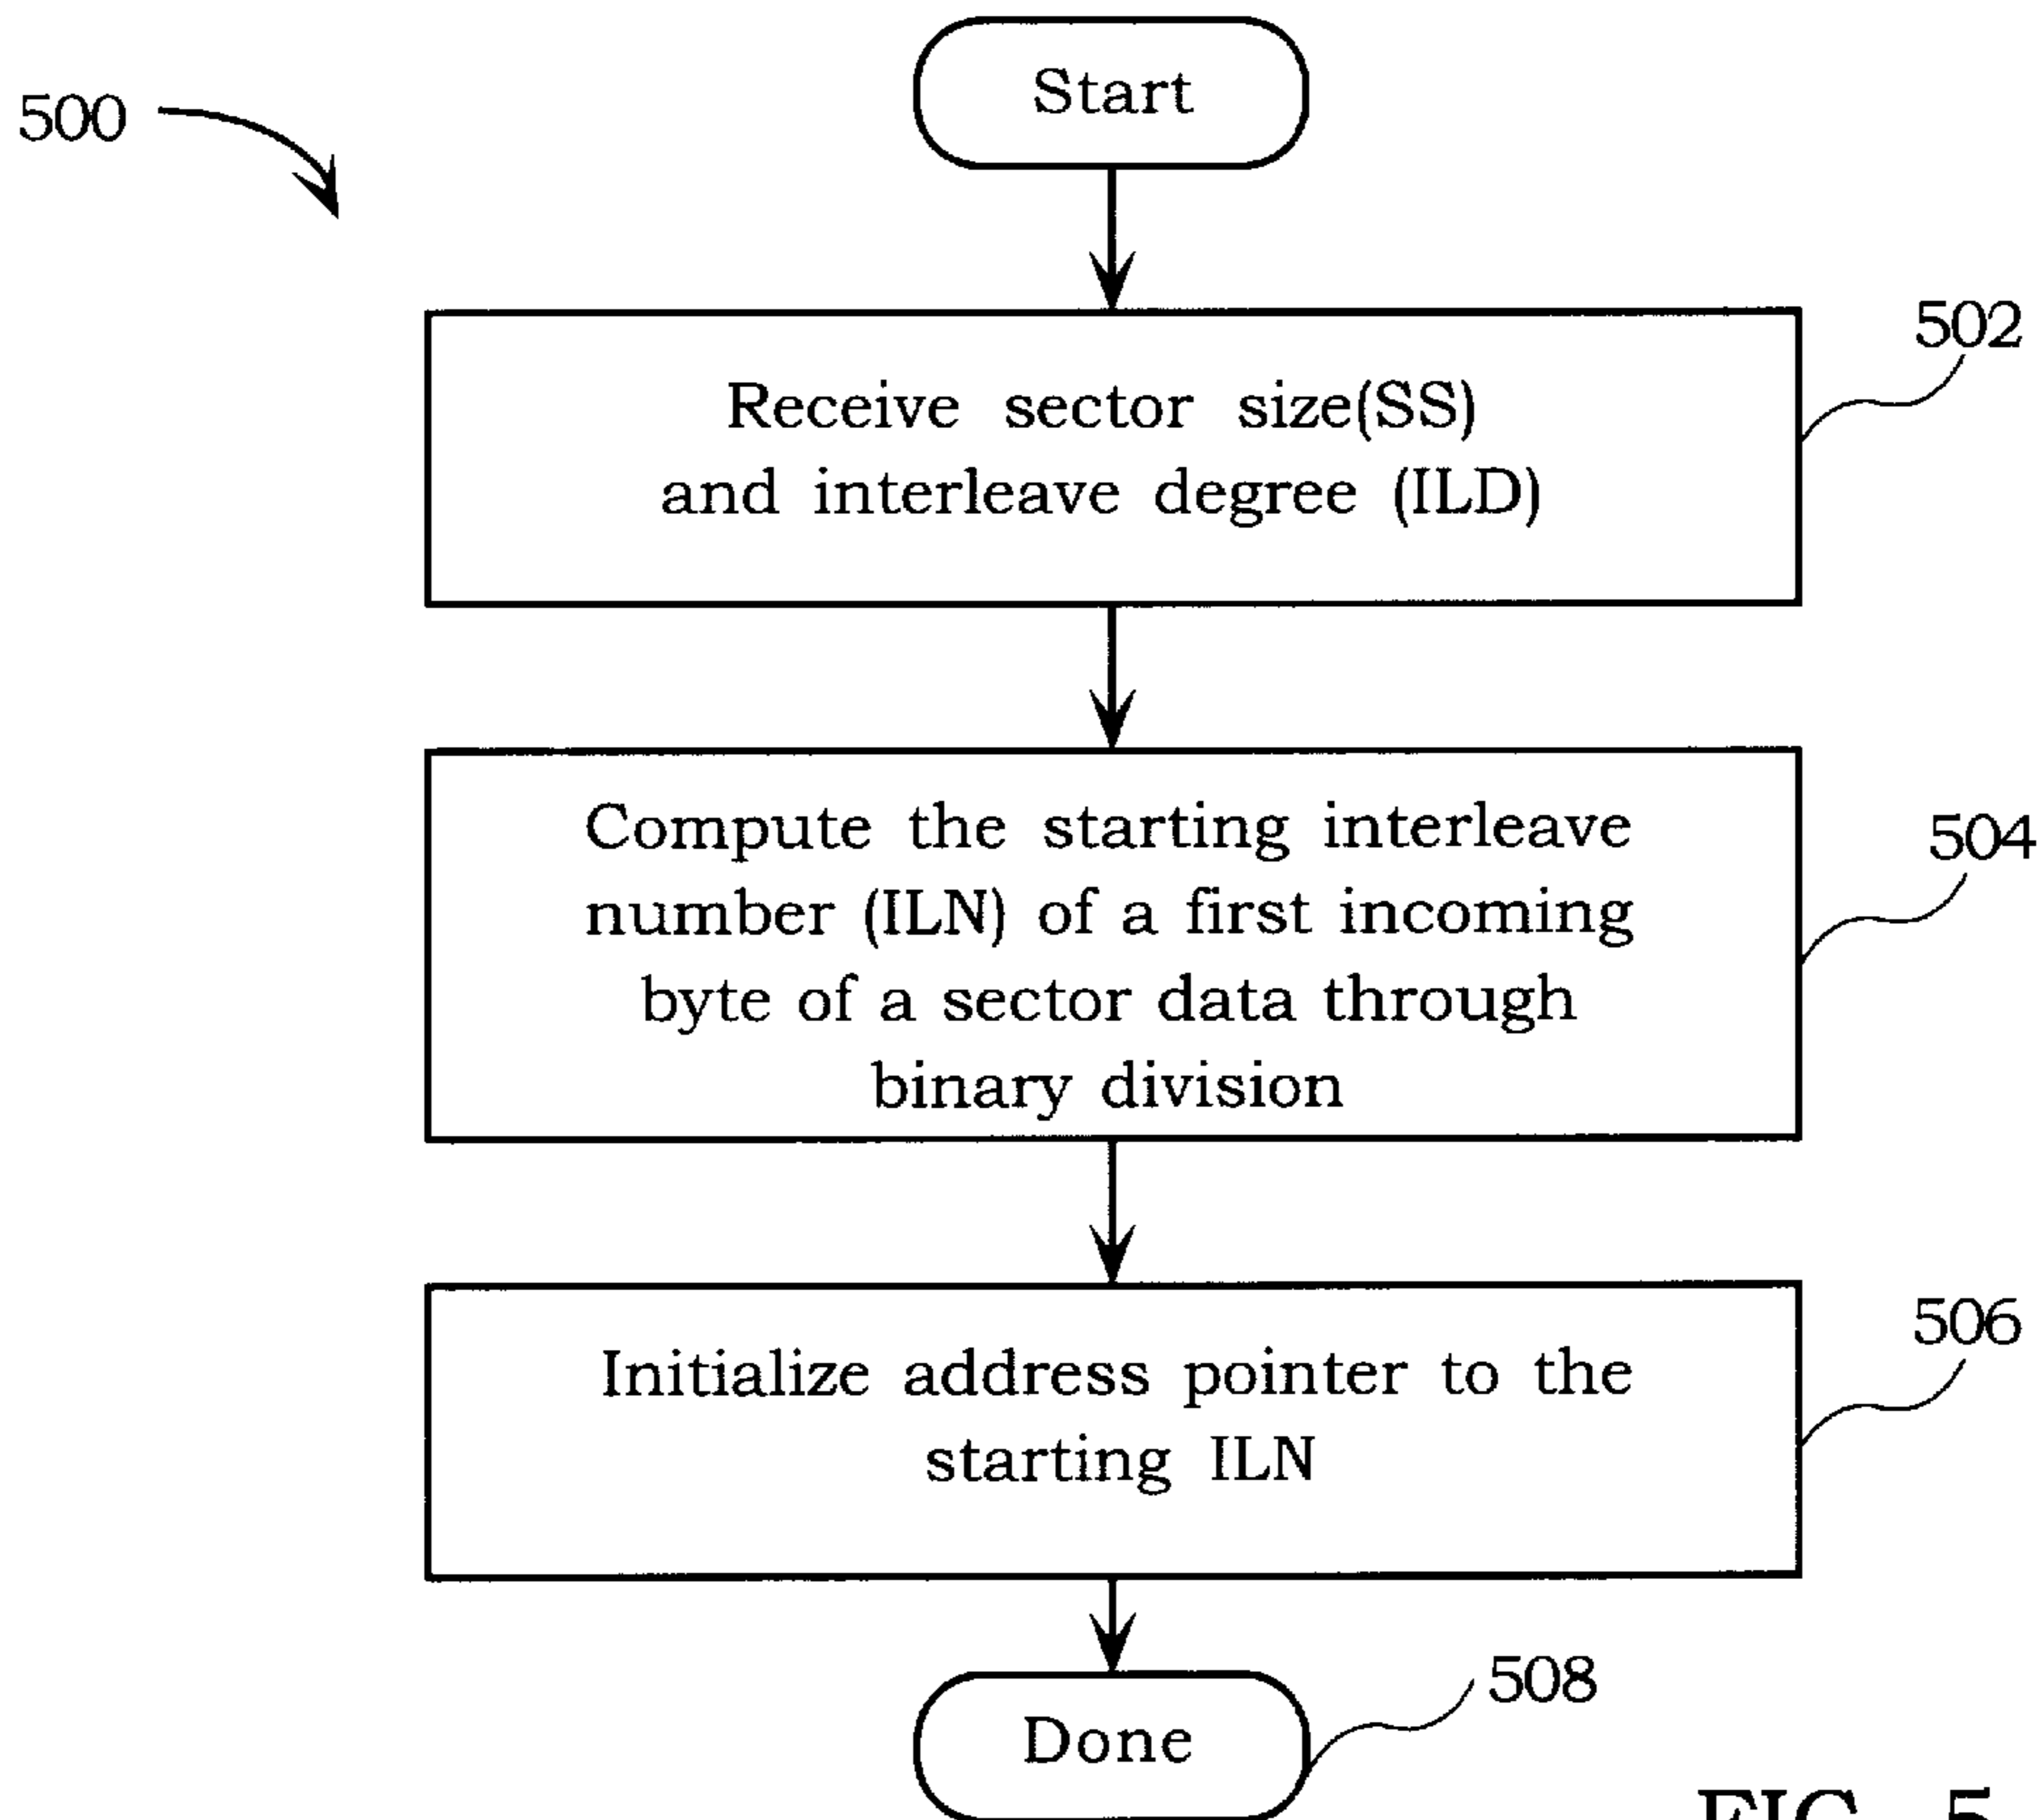 Start
500
502
Receive sector size(SS)
and interleave degree (ILD)
504
Compute the starting interleave
number (ILN) of a first incoming
byte of a sector data through
binary division
506
Initialize address pointer to the
starting ILN
508
Done
FIG. 5